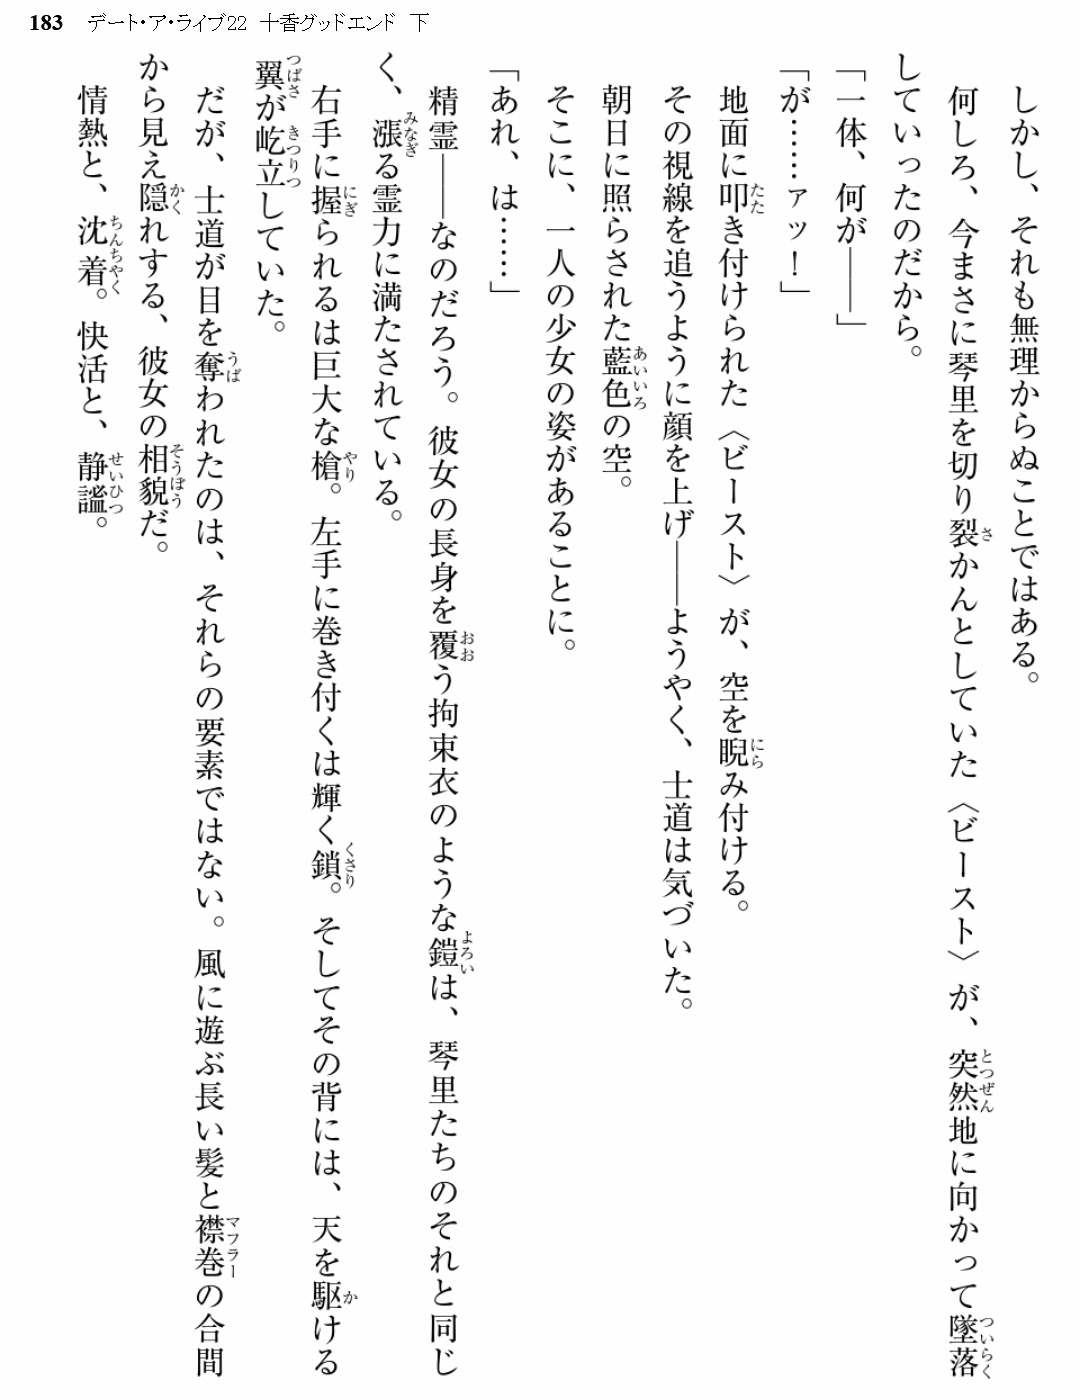 183 デート・ア・ライブ22 十香グッドエンド 下
しかし、それも無理からぬことではある。
何しろ、今まさに琴里を切り裂かんとしていた〈ビースト〉が、突然地に向かって墜落
していったのだから。
「一体、何が――」
「が……ァッ！」
地面に叩き付けられた〈ビースト〉が、空を睨み付ける。
その視線を追うように顔を上げ――ようやく、士道は気づいた。
朝日に照らされた藍色の空。
そこに、一人の少女の姿があることに。
「あれ、は……」
精霊――なのだろう。彼女の長身を覆う拘束衣のような鎧は、琴里たちのそれと同じ
く、漲る霊力に満たされている。
右手に握られるは巨大な槍。左手に巻き付くは輝く鎖。そしてその背には、天を駆ける
翼が屹立していた。
だが、士道が目を奪われたのは、それらの要素ではない。風に遊ぶ長い髪と襟巻の合間
から見え隠れする、彼女の相貌だ。
情熱と、沈着。快活と、静謐。